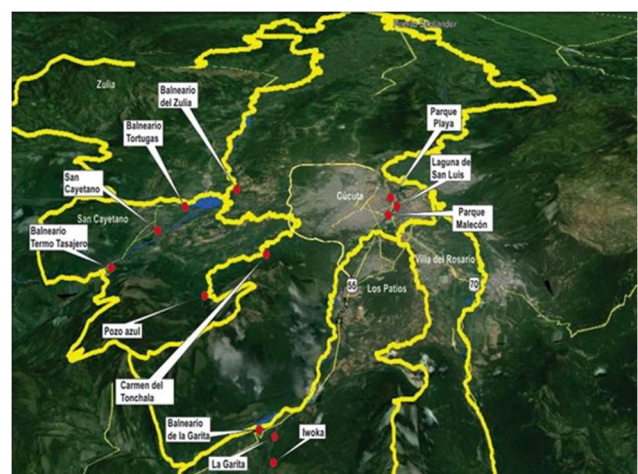 Puerto Santander
Zulia
Balneario
del Zulia
Balneario
Tortugas
San
Cayetano
San Cayetano
Balneario
Termo Tasajero
Parque
Playa
Laguna de
San Luis
Cúcuta
Parque
Malecón
Villa del Rosario
55
Los Patios
70
Pozo azul
Carmen del
Tonchala
Balneario
de la Garita
Iwoka
La Garita